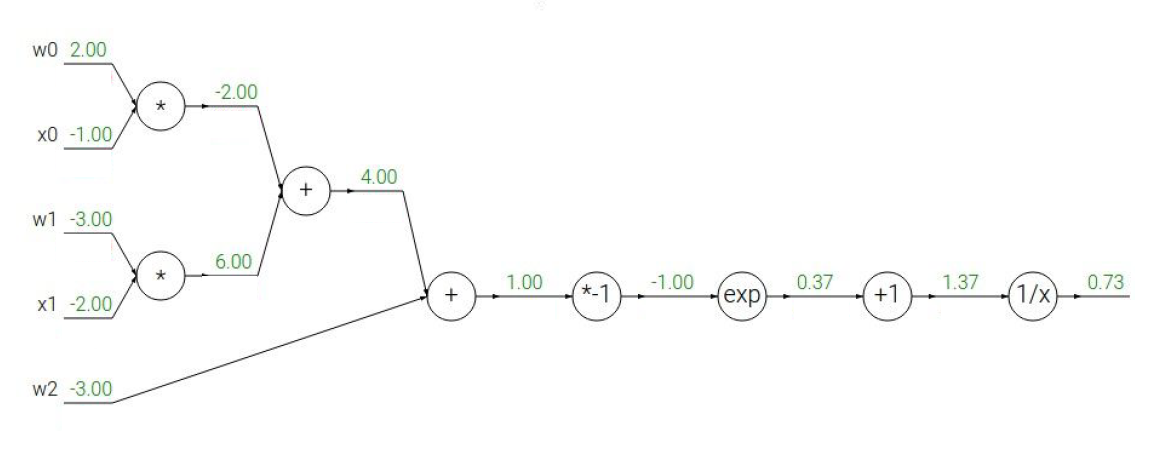 w0 2.00
* -2.00
x0 -1.00
+ 4.00
w1 -3.00
* 6.00
x1 -2.00
+ 1.00 *-1 -1.00 exp 0.37 +1 1.37 1/x 0.73
w2 -3.00